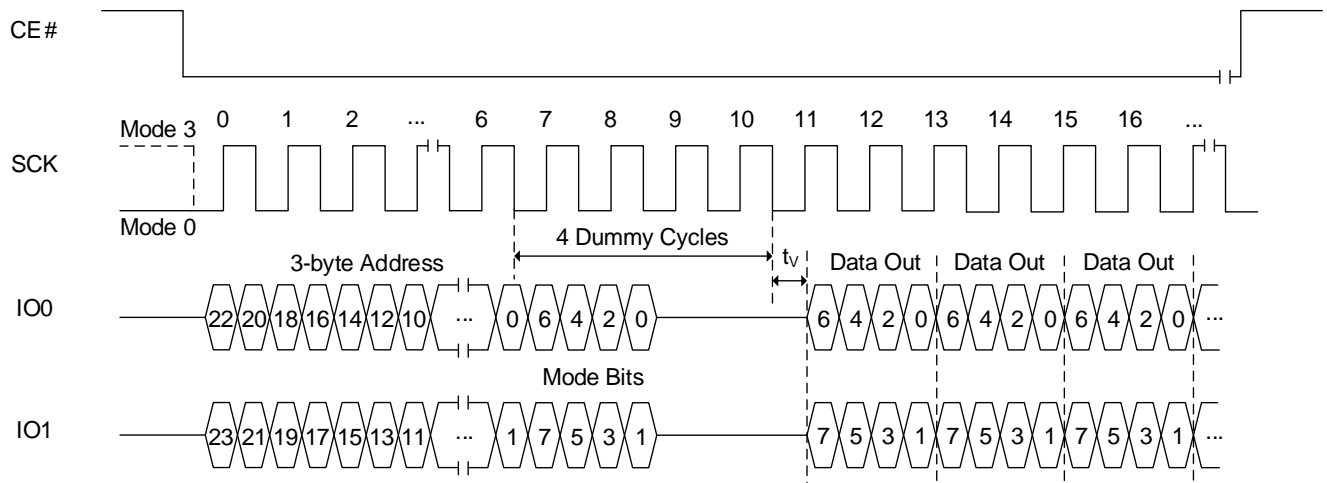 CE#
0 1 2 ... 6 7 8 9 10 11 12 13 14 15 16 ...
Mode 3
SCK
Mode 0
4 Dummy Cycles
3-byte Address
tV
Data Out Data Out Data Out
IO0
22 20 18 16 14 12 10 ... 0 6 4 2 0 6 4 2 0 6 4 2 0 6 4 2 0 ...
Mode Bits
IO1
23 21 19 17 15 13 11 ... 1 7 5 3 1 7 5 3 1 7 5 3 1 7 5 3 1 ...